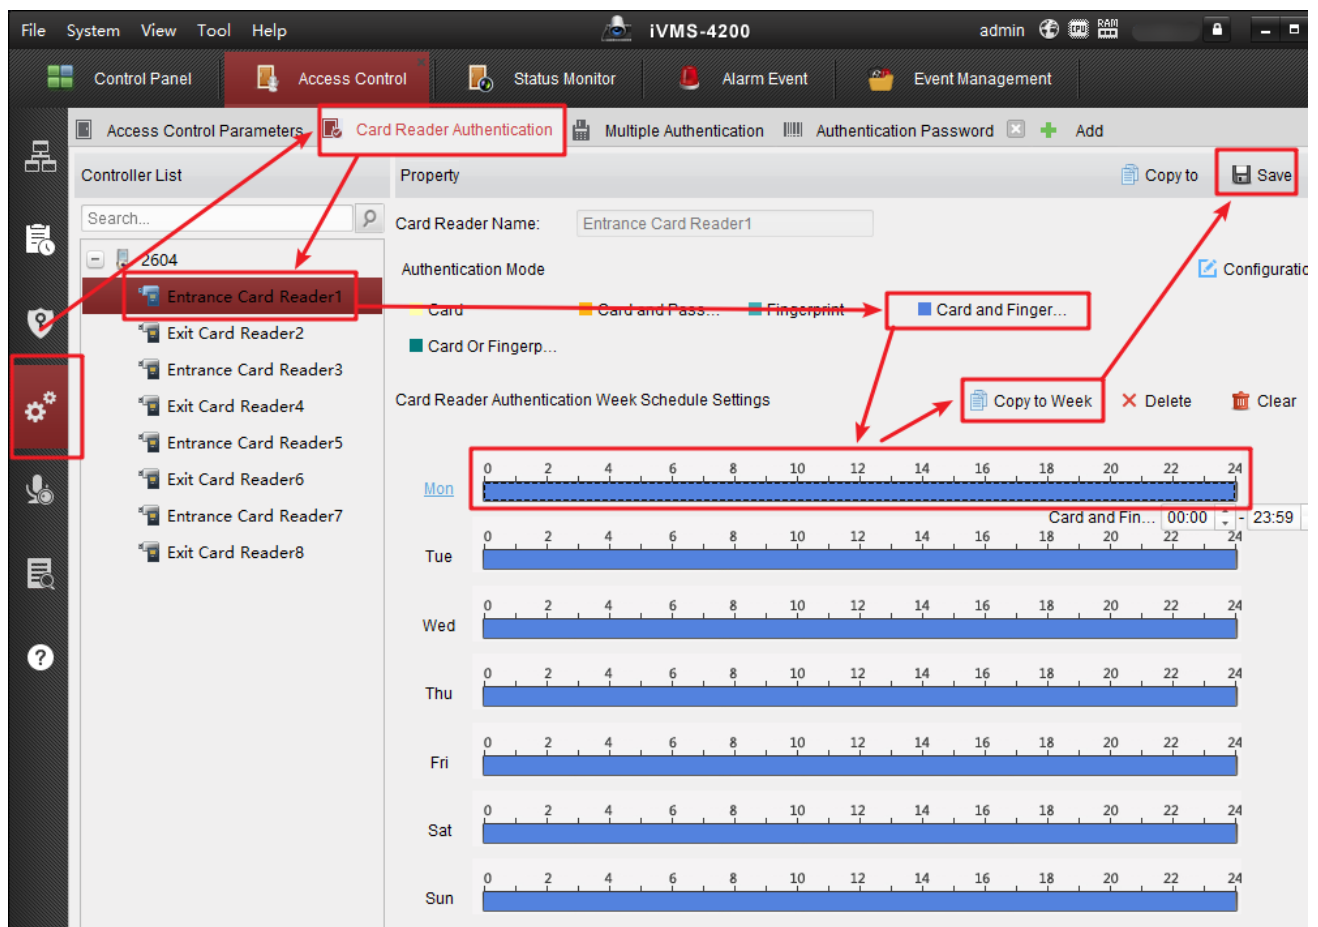 File System View Tool Help iVMS-4200 admin CPU RAM
Control Panel Access Control Status Monitor Alarm Event Event Management
Access Control Parameters Card Reader Authentication Multiple Authentication Authentication Password Add
Controller List Property Copy to Save
Search... Card Reader Name: Entrance Card Reader1
2604 Authentication Mode Configuratio
Entrance Card Reader1 Card Card and Pass... Fingerprint Card and Finger...
Exit Card Reader2 Card Or Fingerp...
Entrance Card Reader3
Exit Card Reader4 Card Reader Authentication Week Schedule Settings Copy to Week Delete Clear
Entrance Card Reader5
Exit Card Reader6
Entrance Card Reader7
Exit Card Reader8
0 2 4 6 8 10 12 14 16 18 20 22 24
Mon
Card and Fin... 00:00 - 23:59
0 2 4 6 8 10 12 14 16 18 20 22 24
Tue
0 2 4 6 8 10 12 14 16 18 20 22 24
Wed
0 2 4 6 8 10 12 14 16 18 20 22 24
Thu
0 2 4 6 8 10 12 14 16 18 20 22 24
Fri
0 2 4 6 8 10 12 14 16 18 20 22 24
Sat
0 2 4 6 8 10 12 14 16 18 20 22 24
Sun